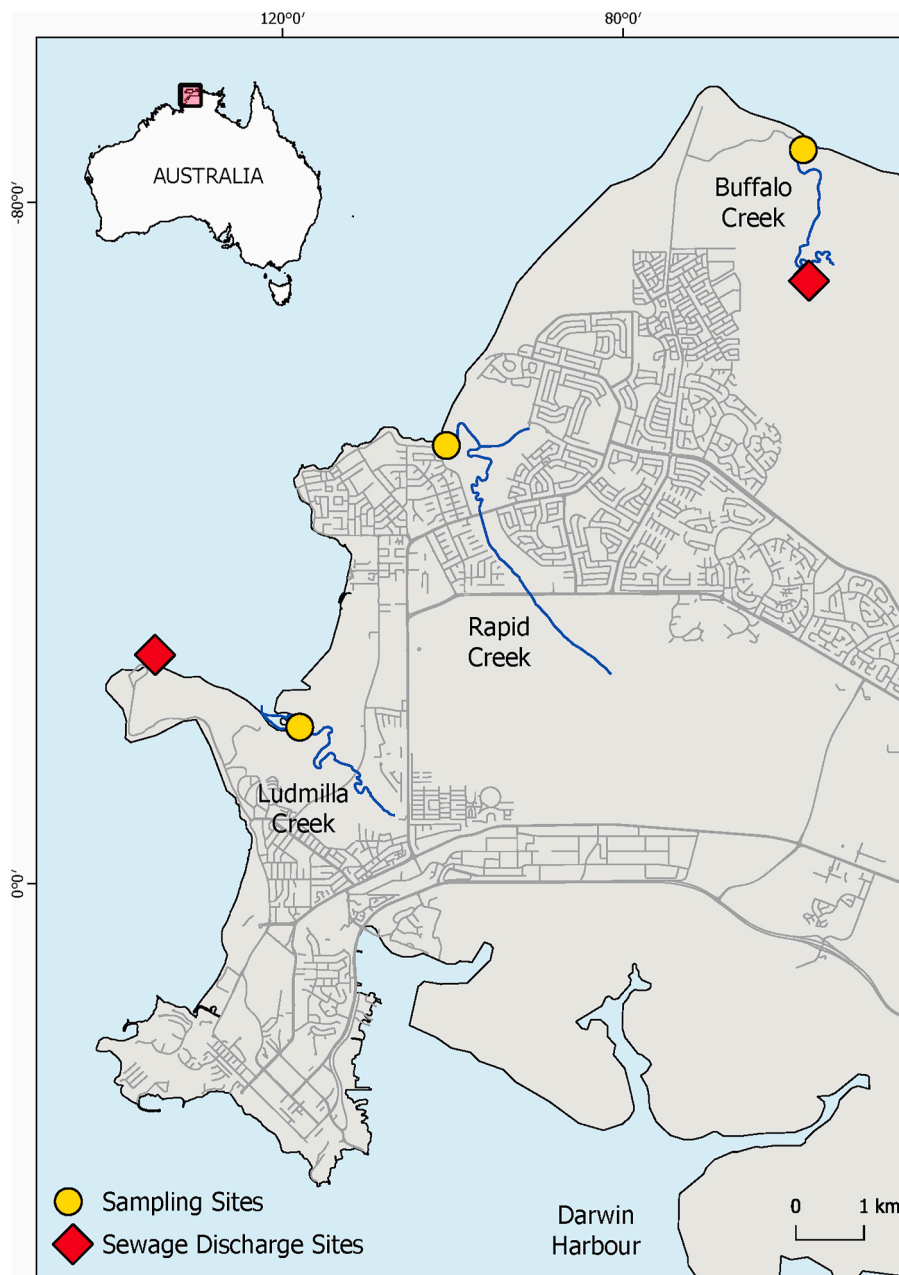 120°0'
80°0'
-80°0'
AUSTRALIA
Buffalo
Creek
Rapid
Creek
Ludmilla
Creek
0°0'
Sampling Sites
Sewage Discharge Sites
Darwin
Harbour
0 1 km